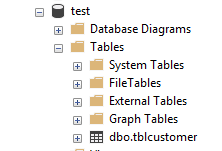 test
Database Diagrams
Tables
System Tables
FileTables
External Tables
Graph Tables
dbo.tblcustomer